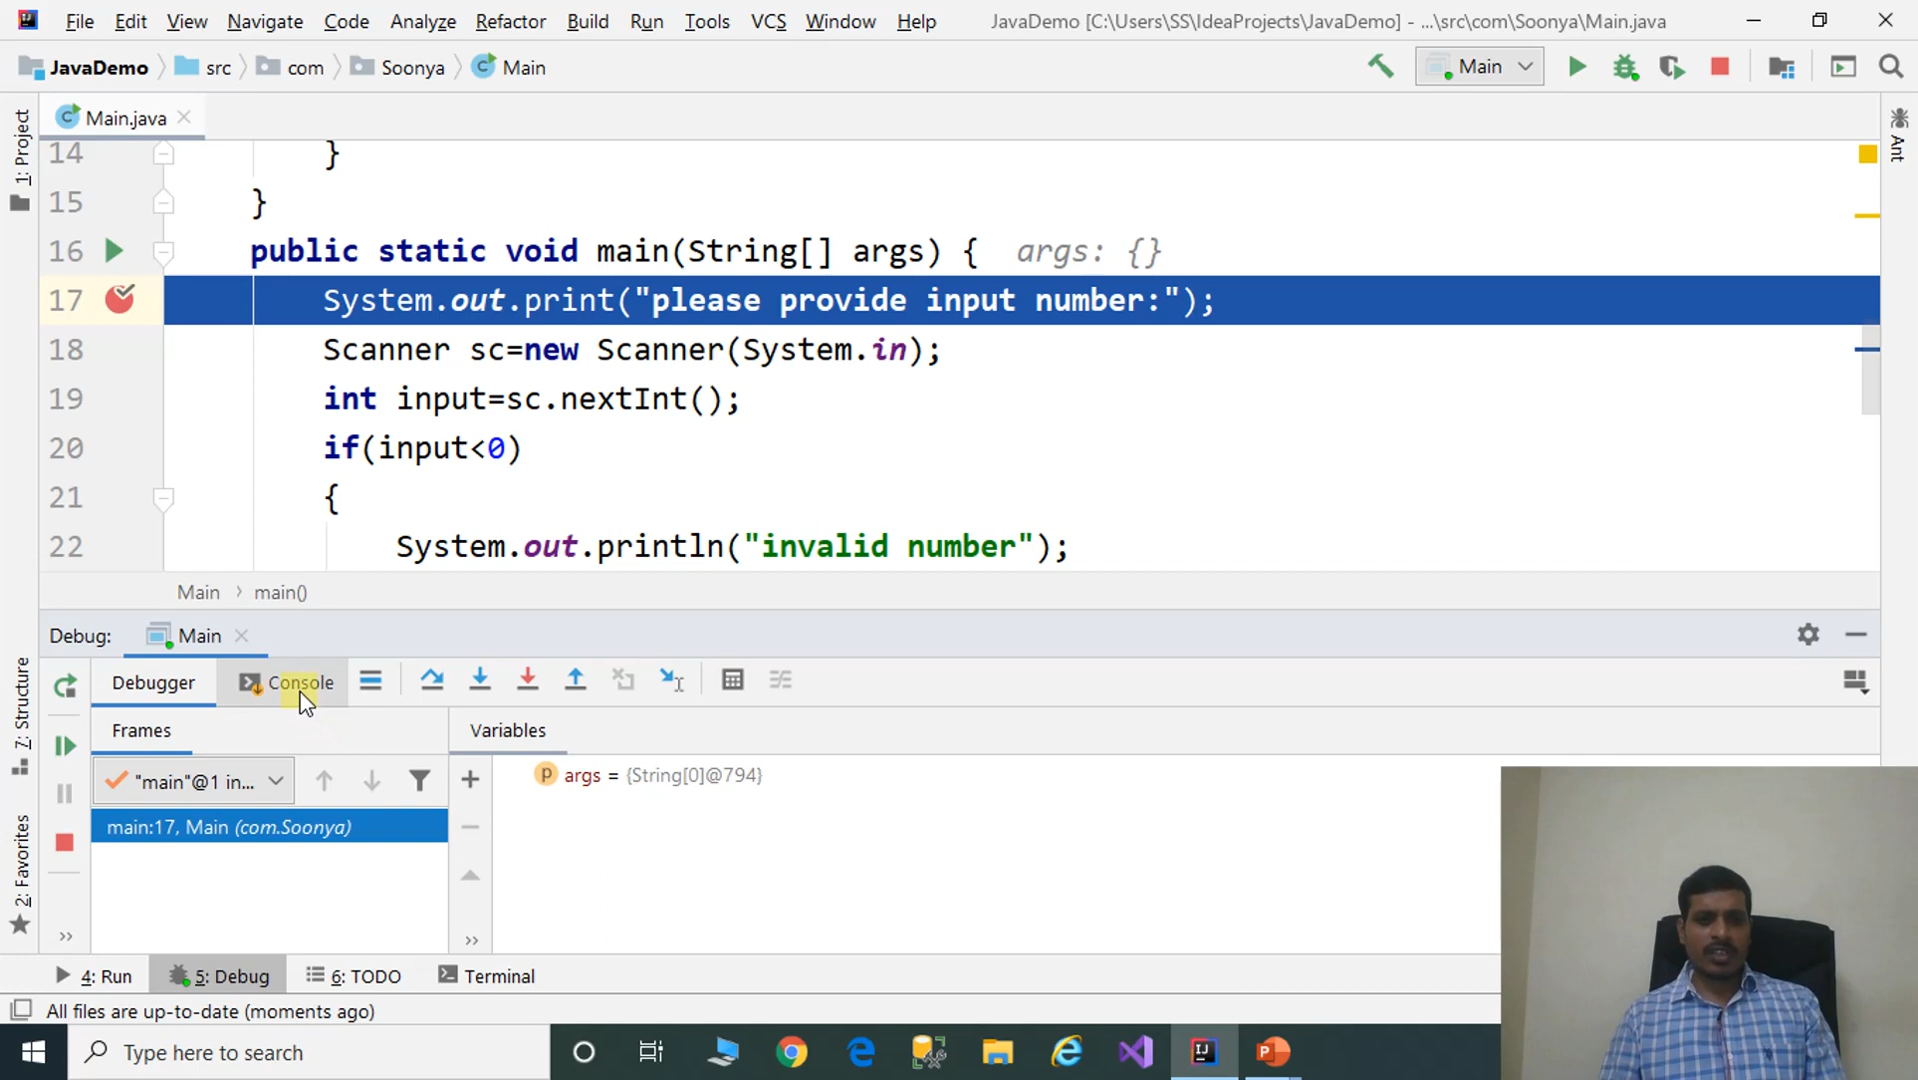 File Edit View Navigate Code Analyze Refactor Build Run Tools VCS Window Help JavaDemo [C:\Users\SS\IdeaProjects\JavaDemo] - ...\src\com\Soonya\Main.java
JavaDemo src com Soonya Main Main
Main.java
1: Project
Ant
14 }
15 }
16 public static void main(String[] args) { args: {}
17 System.out.print("please provide input number:");
18 Scanner sc=new Scanner(System.in);
19 int input=sc.nextInt();
20 if(input<0)
21 {
22 System.out.println("invalid number");
Main main()
Debug: Main
7: Structure
Debugger Console
Frames Variables
"main"@1 in...
args = {String[0]@794}
main:17, Main (com.Soonya)
2: Favorites
4: Run 5: Debug 6: TODO Terminal
All files are up-to-date (moments ago)
Type here to search